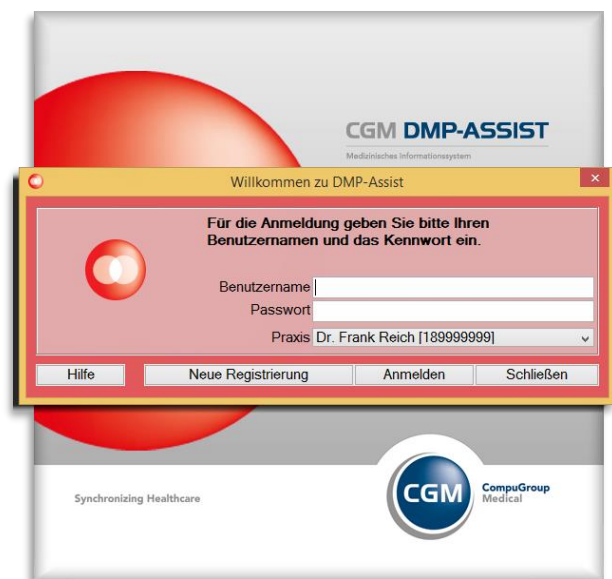 CGM DMP-ASSIST
Medizinisches Informationssystem
Willkommen zu DMP-Assist
Für die Anmeldung geben Sie bitte Ihren
Benutzernamen und das Kennwort ein.
Benutzername
Passwort
Praxis Dr. Frank Reich [189999999]
Hilfe Neue Registrierung Anmelden Schließen
Synchronizing Healthcare
CGM CompuGroup
Medical